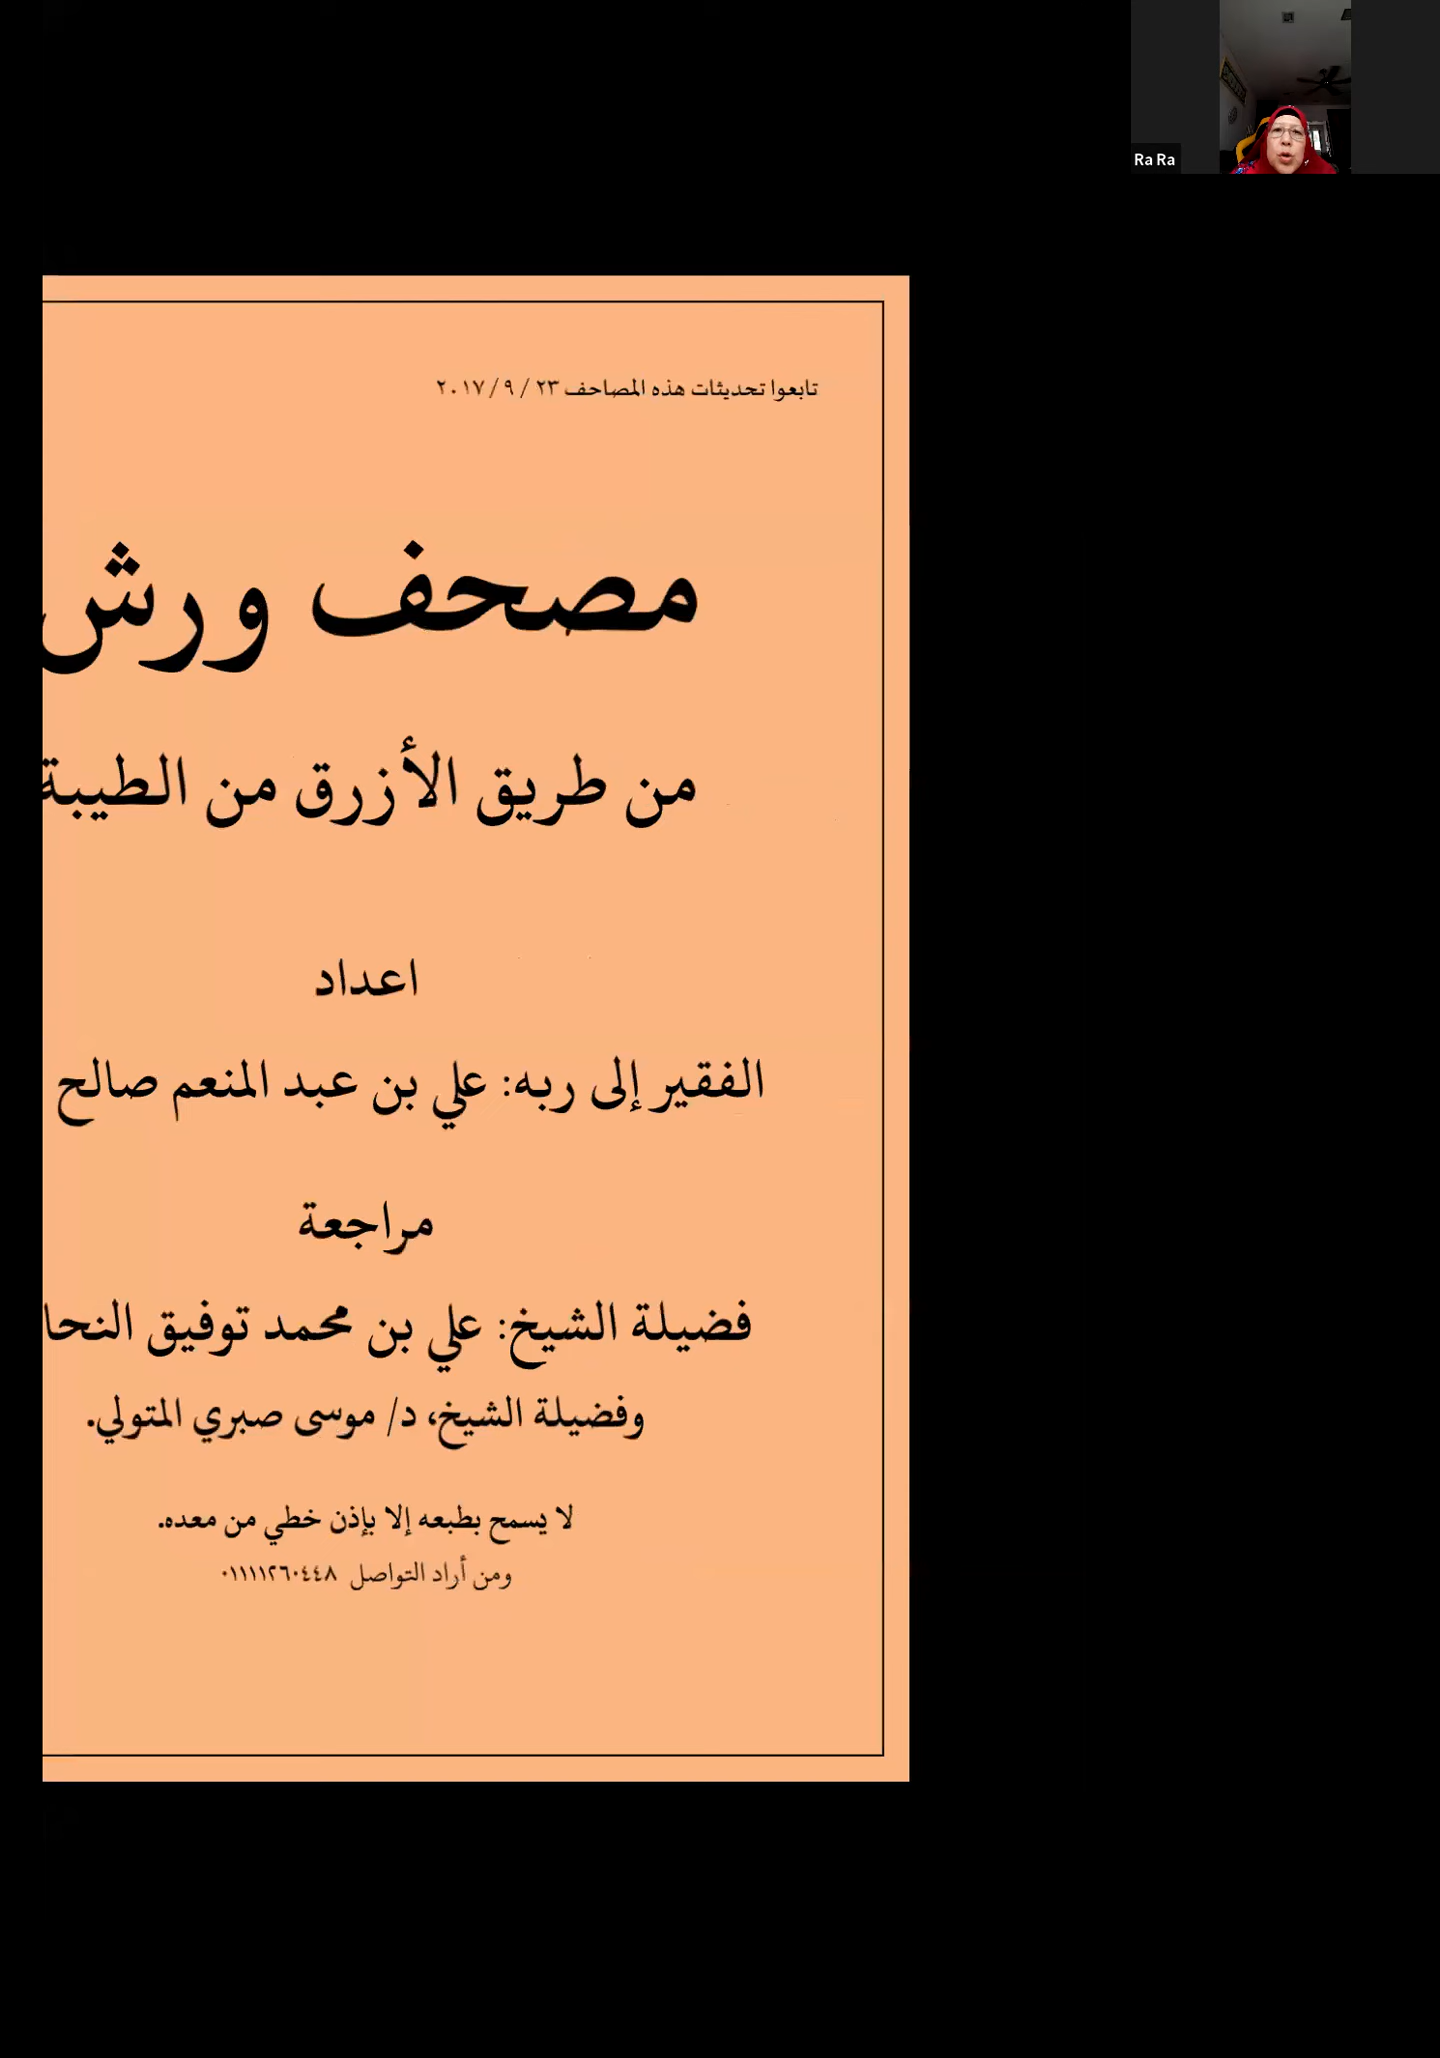 Ra Ra
تابعوا تحديثات هذه المصاحف ٢٣ / ٩ / ٢٠١٧
مصحف ورش
من طريق الأزرق من الطيبة
اعداد
الفقير إلى ربه: علي بن عبد المنعم صالح
مراجعة
فضيلة الشيخ: علي بن محمد توفيق النحا
وفضيلة الشيخ، د/ موسى صبري المتولي.
لا يسمح بطبعه إلا بإذن خطي من معده.
ومن أراد التواصل ٠١١١١٢٦٠٤٤٨